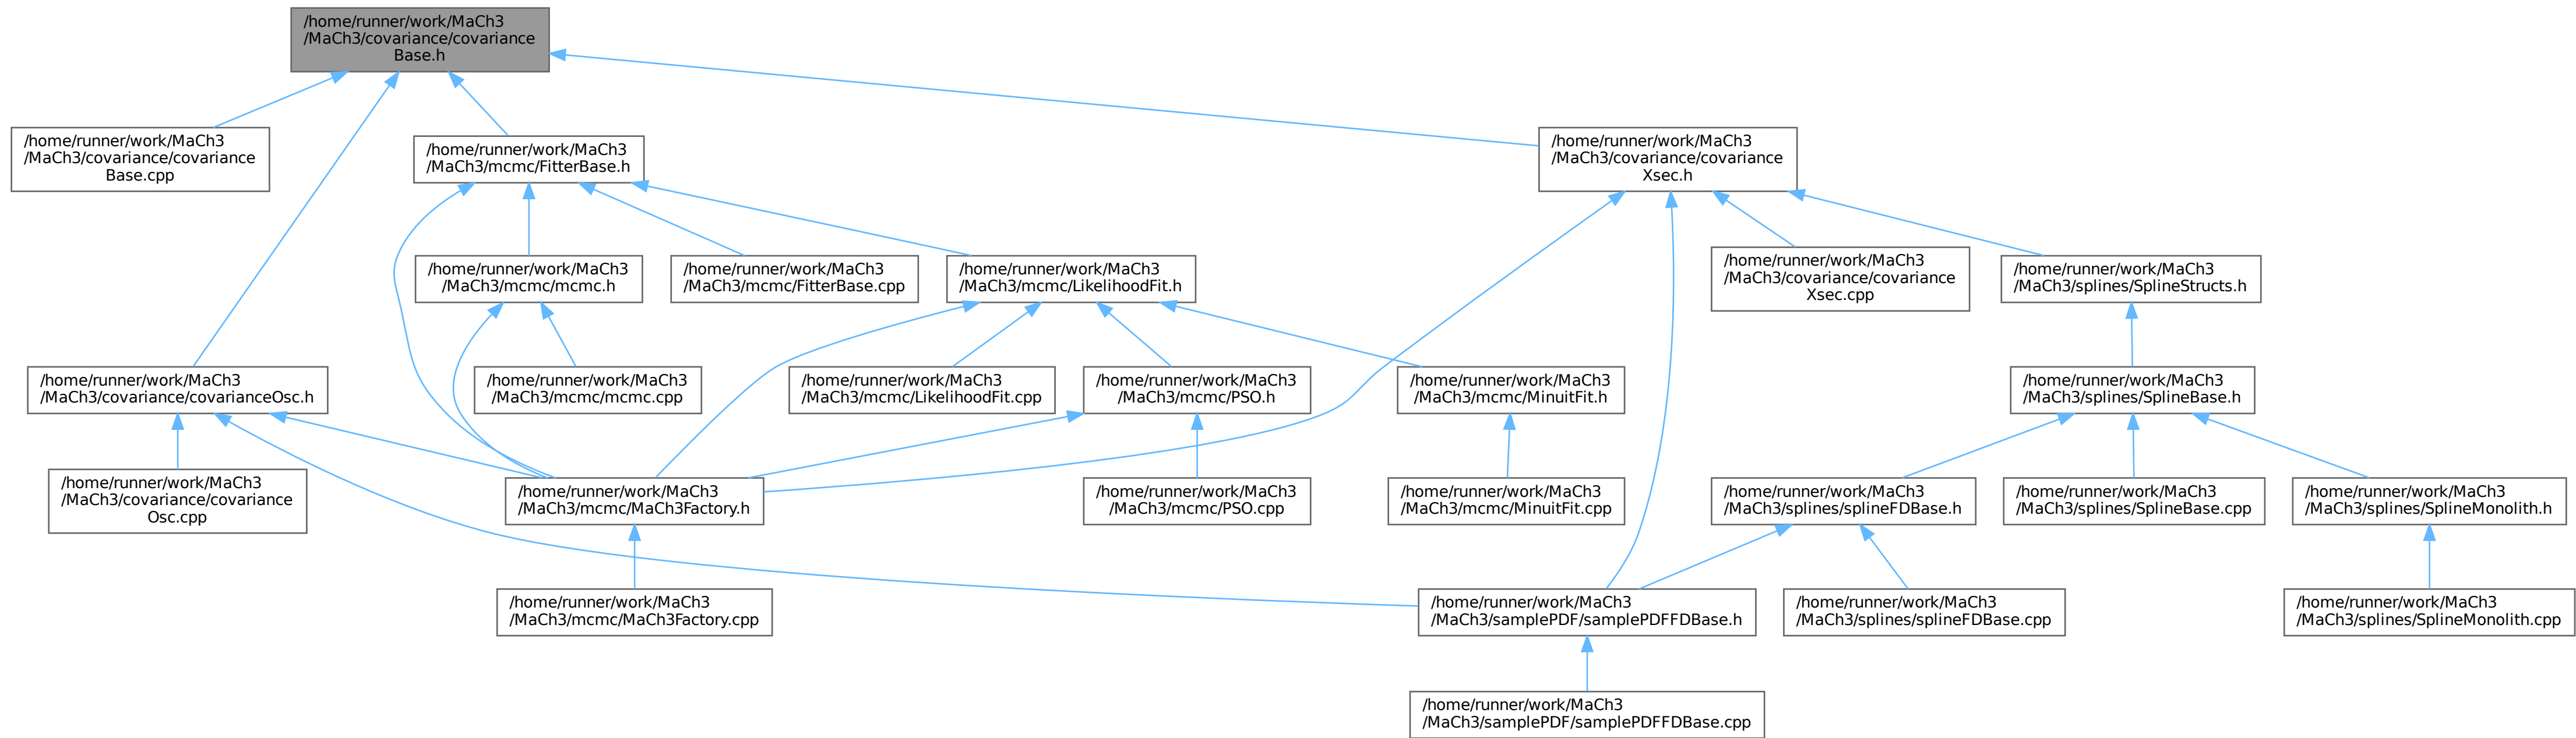 /home/runner/work/MaCh3
/MaCh3/covariance/covariance
Base.h
/home/runner/work/MaCh3
/MaCh3/covariance/covariance
Base.cpp
/home/runner/work/MaCh3
/MaCh3/mcmc/FitterBase.h
/home/runner/work/MaCh3
/MaCh3/covariance/covariance
Xsec.h
/home/runner/work/MaCh3
/MaCh3/mcmc/mcmc.h
/home/runner/work/MaCh3
/MaCh3/mcmc/FitterBase.cpp
/home/runner/work/MaCh3
/MaCh3/mcmc/LikelihoodFit.h
/home/runner/work/MaCh3
/MaCh3/covariance/covariance
Xsec.cpp
/home/runner/work/MaCh3
/MaCh3/splines/SplineStructs.h
/home/runner/work/MaCh3
/MaCh3/covariance/covarianceOsc.h
/home/runner/work/MaCh3
/MaCh3/mcmc/mcmc.cpp
/home/runner/work/MaCh3
/MaCh3/mcmc/LikelihoodFit.cpp
/home/runner/work/MaCh3
/MaCh3/mcmc/PSO.h
/home/runner/work/MaCh3
/MaCh3/mcmc/MinuitFit.h
/home/runner/work/MaCh3
/MaCh3/splines/SplineBase.h
/home/runner/work/MaCh3
/MaCh3/covariance/covariance
Osc.cpp
/home/runner/work/MaCh3
/MaCh3/mcmc/MaCh3Factory.h
/home/runner/work/MaCh3
/MaCh3/mcmc/PSO.cpp
/home/runner/work/MaCh3
/MaCh3/mcmc/MinuitFit.cpp
/home/runner/work/MaCh3
/MaCh3/splines/splineFDBase.h
/home/runner/work/MaCh3
/MaCh3/splines/SplineBase.cpp
/home/runner/work/MaCh3
/MaCh3/splines/SplineMonolith.h
/home/runner/work/MaCh3
/MaCh3/mcmc/MaCh3Factory.cpp
/home/runner/work/MaCh3
/MaCh3/samplePDF/samplePDFFDBase.h
/home/runner/work/MaCh3
/MaCh3/splines/splineFDBase.cpp
/home/runner/work/MaCh3
/MaCh3/splines/SplineMonolith.cpp
/home/runner/work/MaCh3
/MaCh3/samplePDF/samplePDFFDBase.cpp